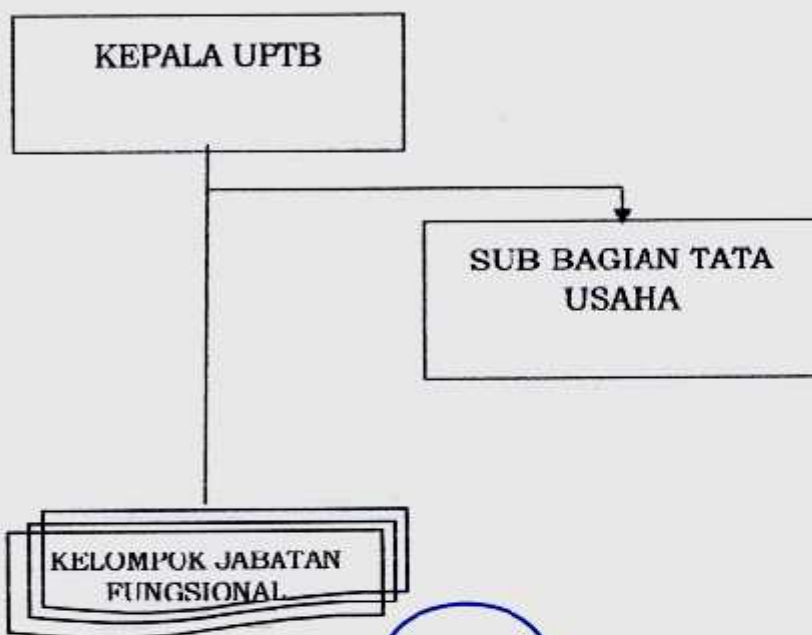 KEPALA UPTB
SUB BAGIAN TATA
USAHA
KELOMPOK JABATAN
FUNGSIONAL